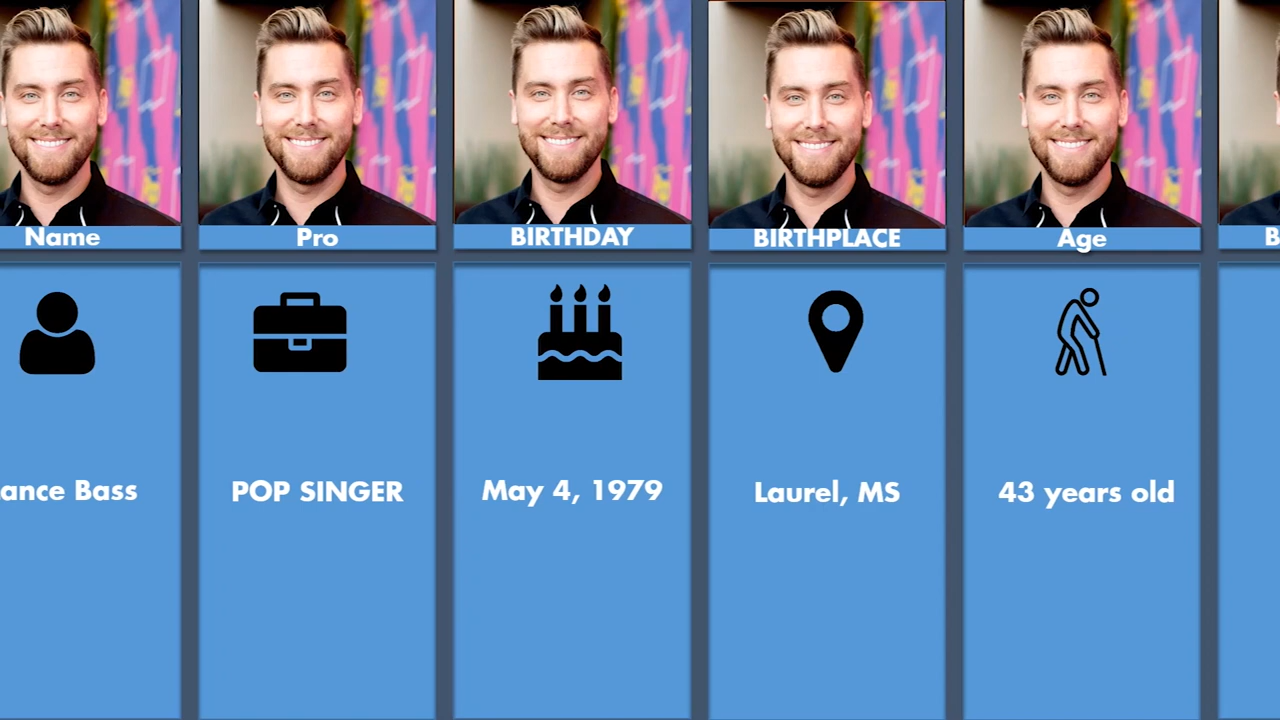 Name
Pro
BIRTHDAY
BIRTHPLACE
Age
B
ance Bass
POP SINGER
May 4, 1979
Laurel, MS
43 years old